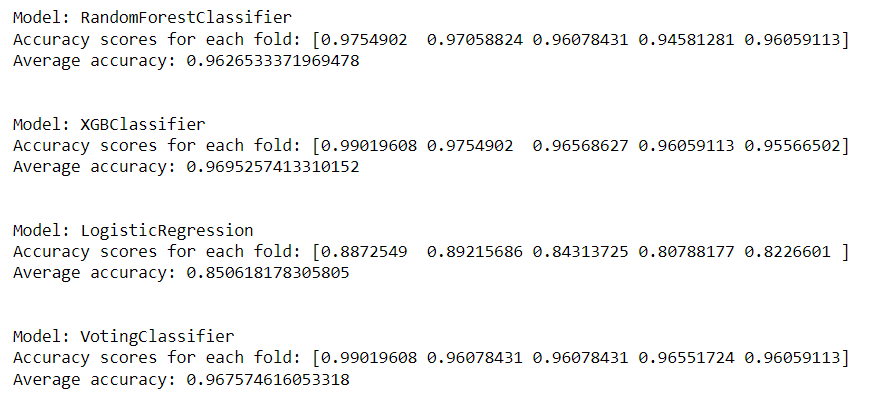 Model: RandomForestClassifier
Accuracy scores for each fold: [0.9754902  0.97058824 0.96078431 0.94581281 0.96059113]
Average accuracy: 0.9626533371969478
Model: XGBClassifier
Accuracy scores for each fold: [0.99019608 0.9754902  0.96568627 0.96059113 0.95566502]
Average accuracy: 0.9695257413310152
Model: LogisticRegression
Accuracy scores for each fold: [0.8872549  0.89215686 0.84313725 0.80788177 0.8226601 ]
Average accuracy: 0.850618178305805
Model: VotingClassifier
Accuracy scores for each fold: [0.99019608 0.96078431 0.96078431 0.96551724 0.96059113]
Average accuracy: 0.967574616053318